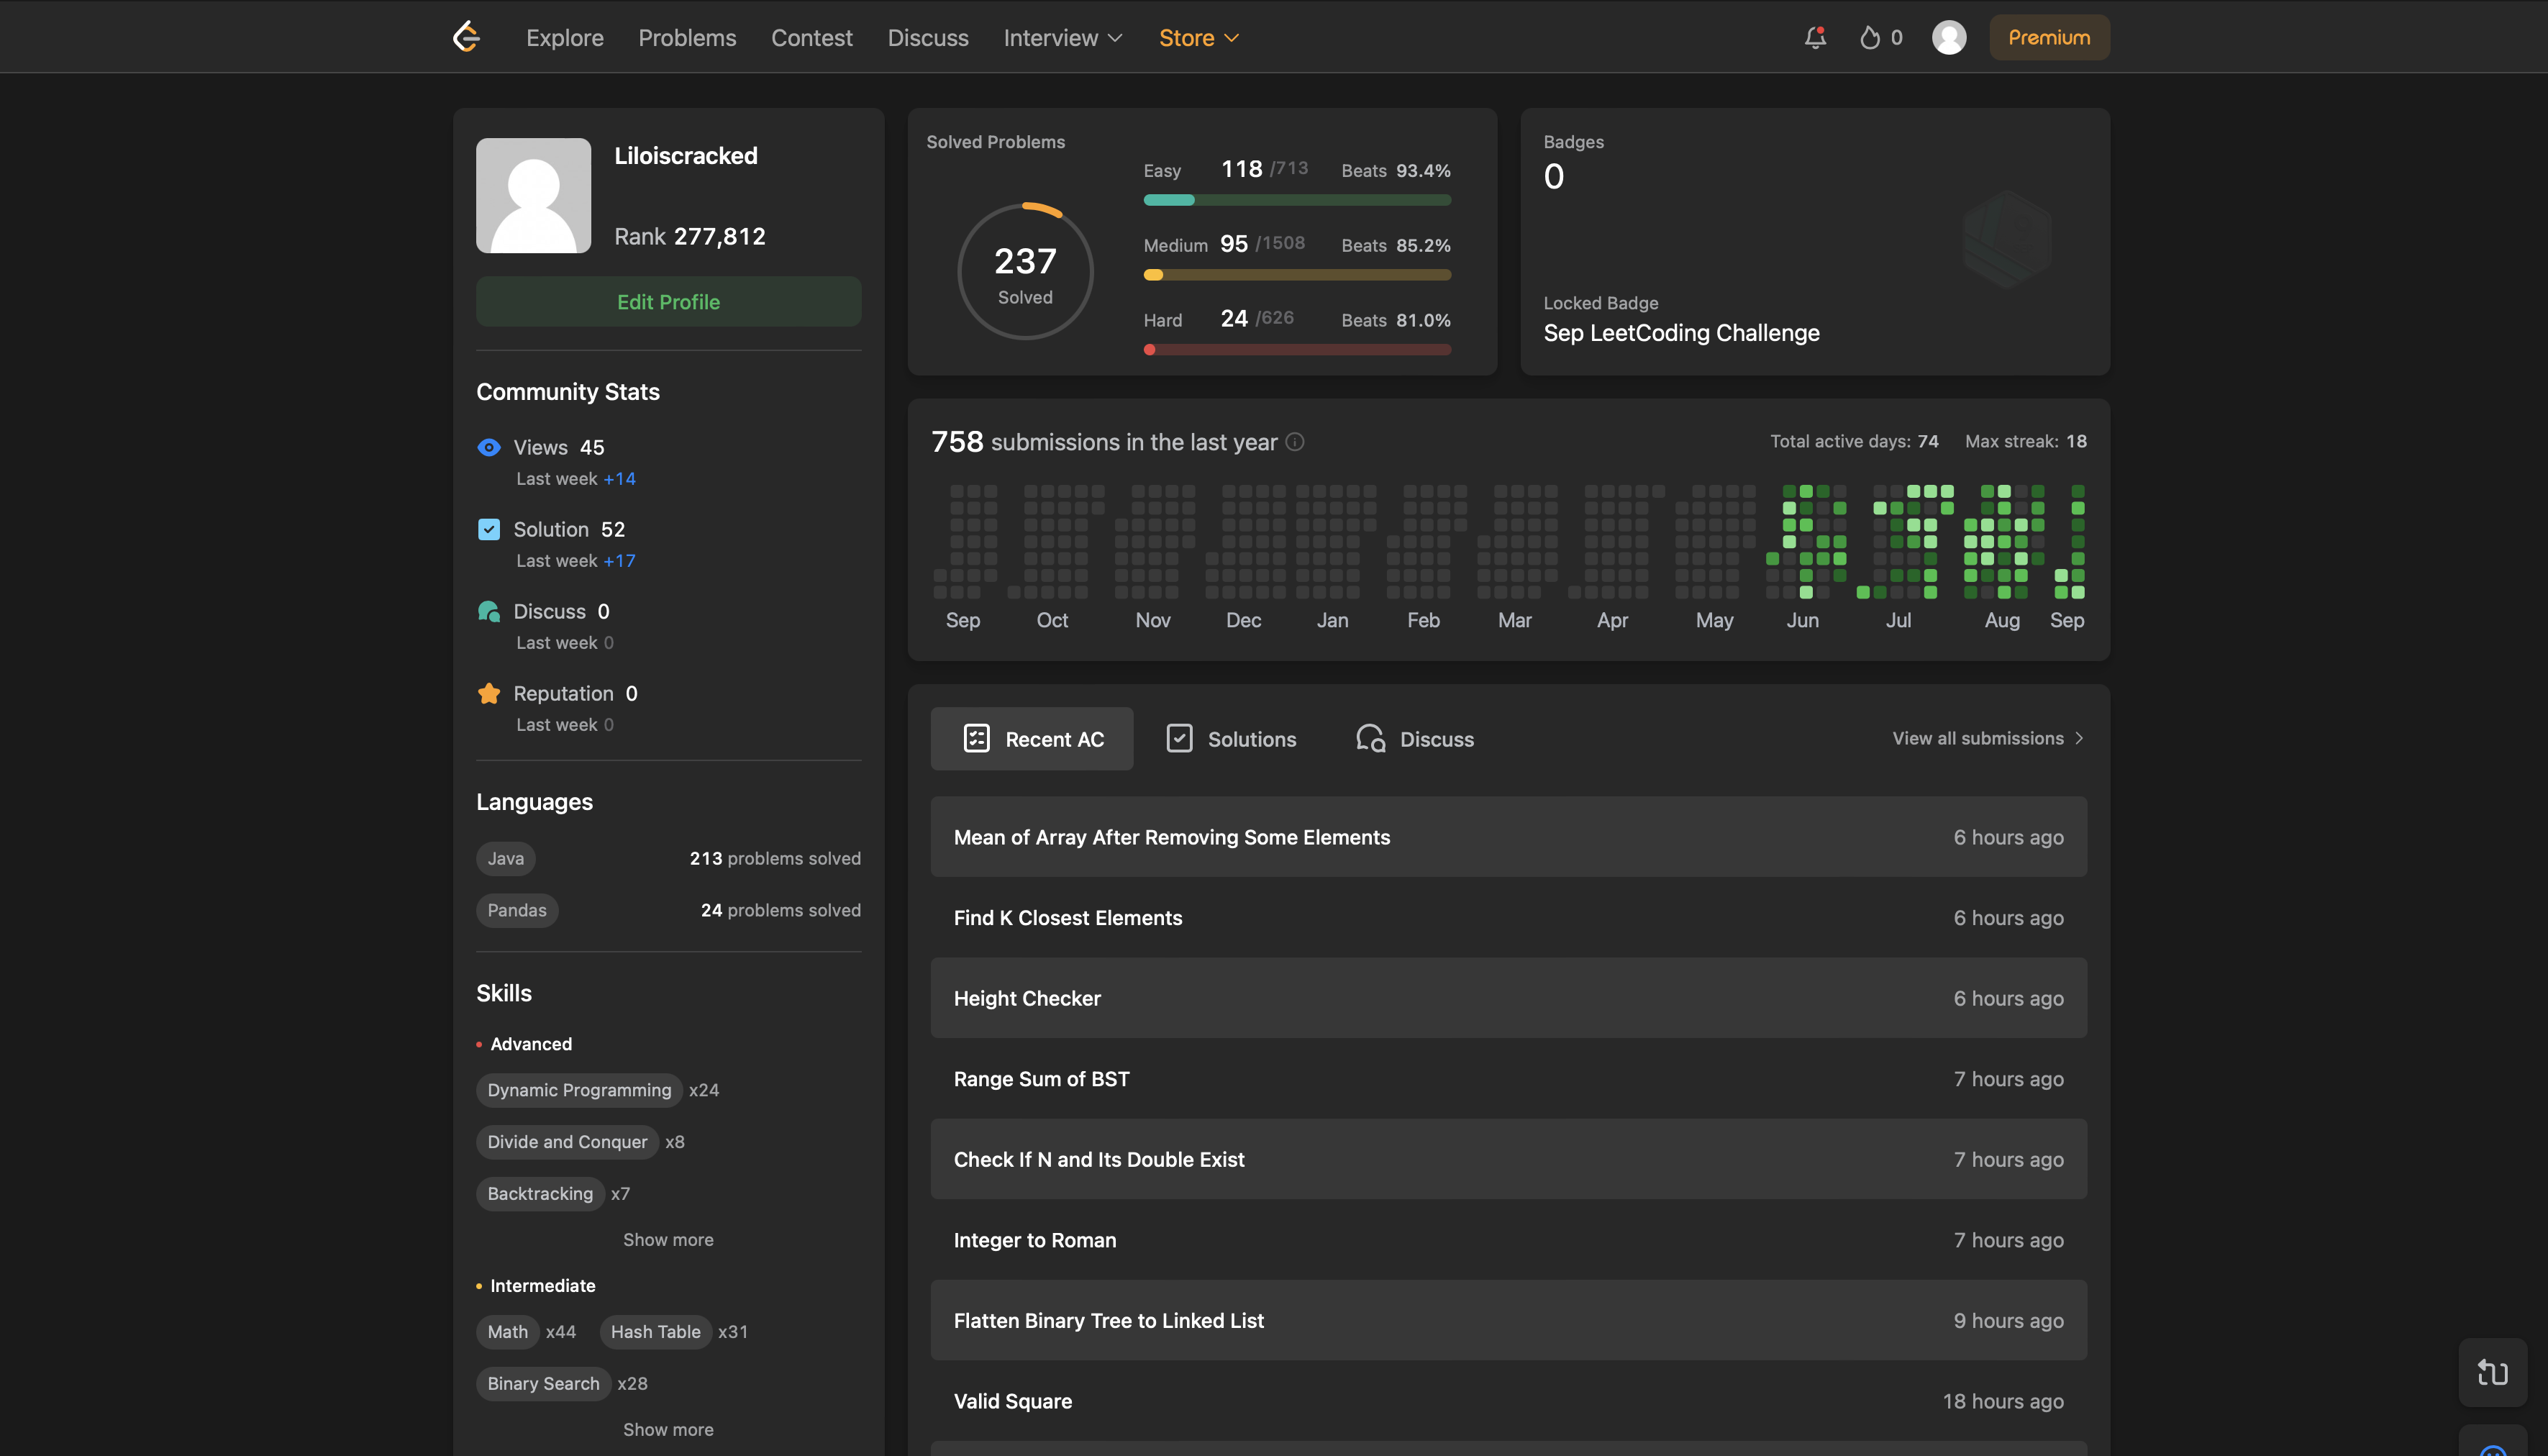 Explore Problems Contest Discuss Interview Store 0 Premium
Liloiscracked
Rank 277,812
Edit Profile
Community Stats
Views 45
Last week +14
Solution 52
Last week +17
Discuss 0
Last week 0
Reputation 0
Last week 0
Languages
Java 213 problems solved
Pandas 24 problems solved
Skills
Advanced
Dynamic Programming x24
Divide and Conquer x8
Backtracking x7
Show more
Intermediate
Math x44 Hash Table x31
Binary Search x28
Show more
Solved Problems
237
Solved
Easy 118 /713 Beats 93.4%
Medium 95 /1508 Beats 85.2%
Hard 24 /626 Beats 81.0%
Badges
0
Locked Badge
Sep LeetCoding Challenge
758 submissions in the last year Total active days: 74 Max streak: 18
Sep Oct Nov Dec Jan Feb Mar Apr May Jun Jul Aug Sep
Recent AC Solutions Discuss View all submissions
Mean of Array After Removing Some Elements 6 hours ago
Find K Closest Elements 6 hours ago
Height Checker 6 hours ago
Range Sum of BST 7 hours ago
Check If N and Its Double Exist 7 hours ago
Integer to Roman 7 hours ago
Flatten Binary Tree to Linked List 9 hours ago
Valid Square 18 hours ago